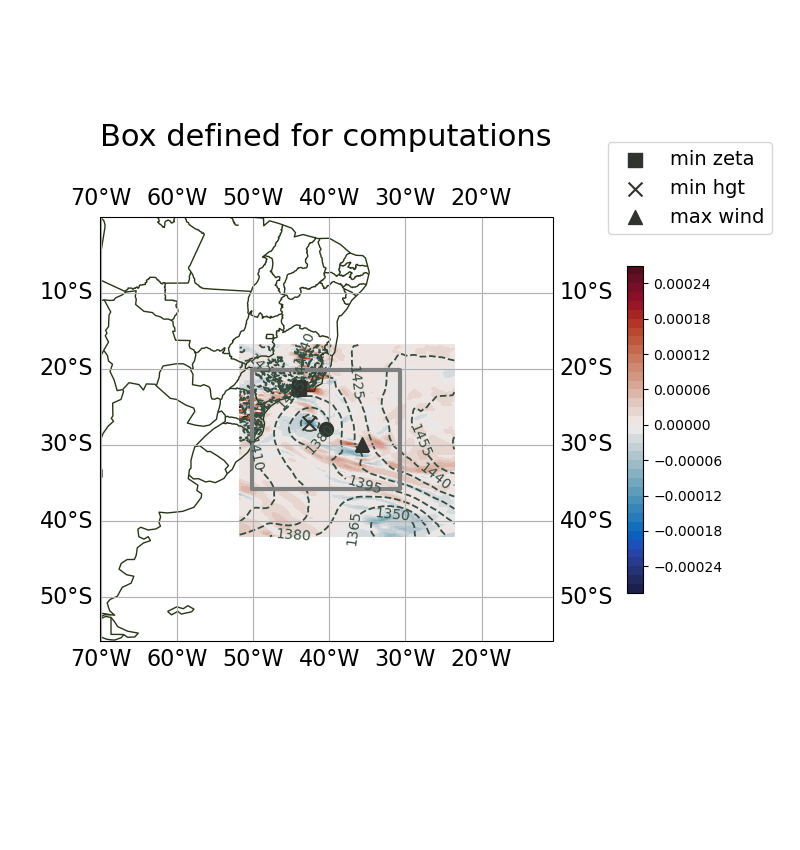 Box defined for computations
min zeta
min hgt
max wind
70°W 60°W 50°W 40°W 30°W 20°W
10°S 10°S
20°S 20°S
30°S 30°S
40°S 40°S
50°S 50°S
70°W 60°W 50°W 40°W 30°W 20°W
1425
1455
1440
1410
1395
1380
1365
1350
0.00024
0.00018
0.00012
0.00006
0.00000
−0.00006
−0.00012
−0.00018
−0.00024